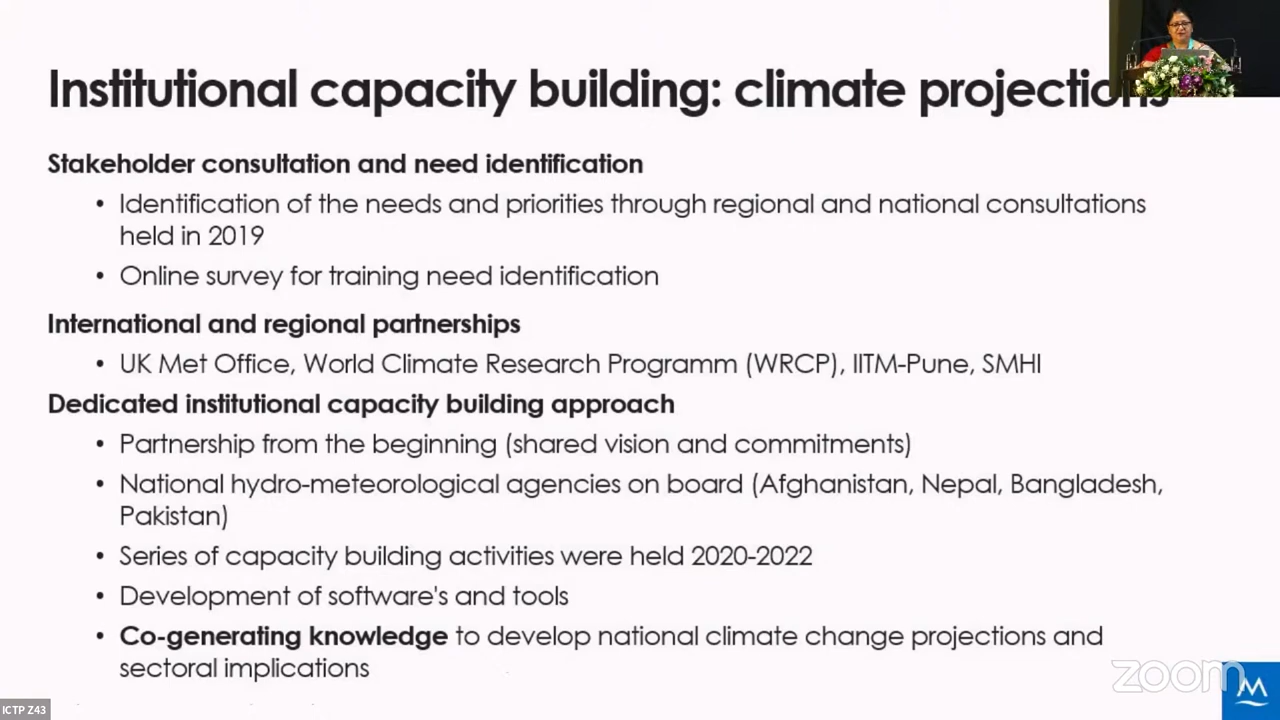 Institutional capacity building: climate projections
Stakeholder consultation and need identification
• Identification of the needs and priorities through regional and national consultations
held in 2019
• Online survey for training need identification
International and regional partnerships
• UK Met Office, World Climate Research Programm (WRCP), IITM-Pune, SMHI
Dedicated institutional capacity building approach
• Partnership from the beginning (shared vision and commitments)
• National hydro-meteorological agencies on board (Afghanistan, Nepal, Bangladesh,
Pakistan)
• Series of capacity building activities were held 2020-2022
• Development of software's and tools
• Co-generating knowledge to develop national climate change projections and
sectoral implications
zoom
ICTP Z43